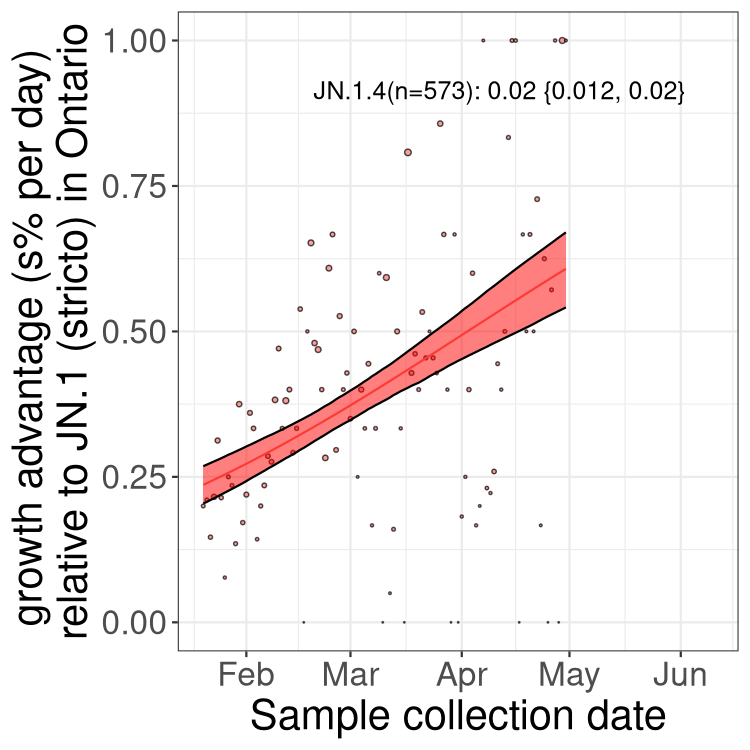 growth advantage (s% per day)
relative to JN.1 (stricto) in Ontario
1.00
0.75
0.50
0.25
0.00
JN.1.4(n=573): 0.02 {0.012, 0.02}
Feb Mar Apr May Jun
Sample collection date